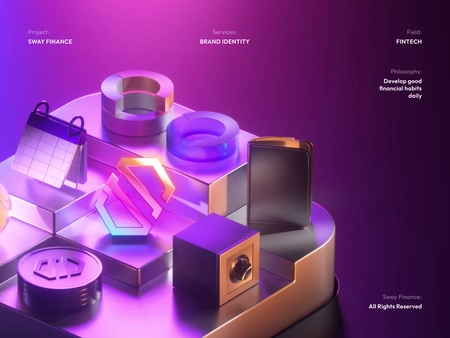 Project:
SWAY FINANCE
Services:
BRAND IDENTITY
Field:
FINTECH
Philosophy:
Develop good
financial habits
daily
Sway Finance:
All Rights Reserved